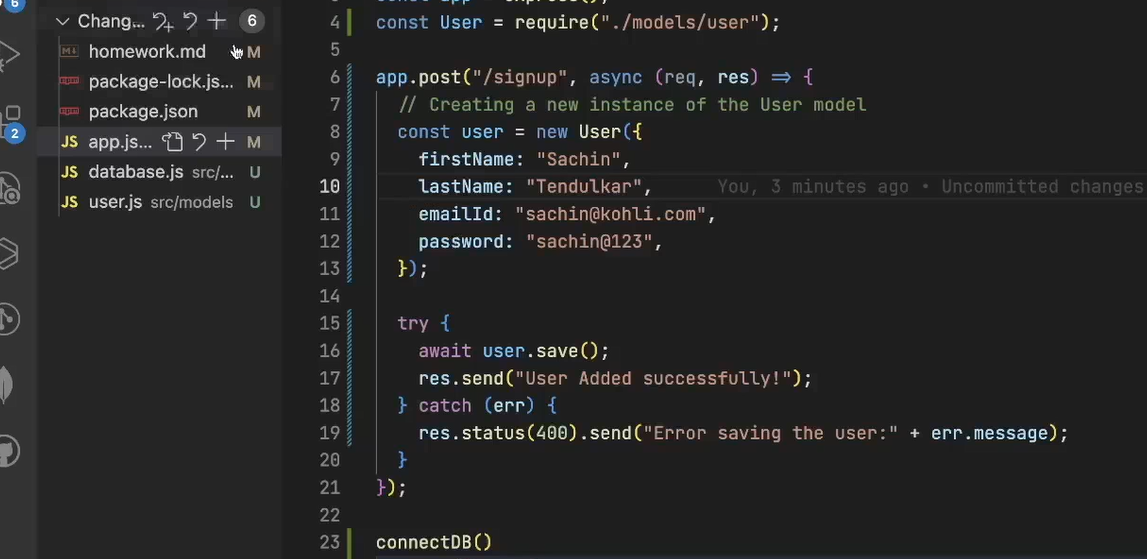 6
Chang... 6
homework.md M
package-lock.js... M
package.json M
JS app.js... M
JS database.js src/... U
JS user.js src/models U
2
4 const User = require("./models/user");
5
6 app.post("/signup", async (req, res) => {
7 // Creating a new instance of the User model
8 const user = new User({
9 firstName: "Sachin",
10 lastName: "Tendulkar", You, 3 minutes ago • Uncommitted changes
11 emailId: "sachin@kohli.com",
12 password: "sachin@123",
13 });
14
15 try {
16 await user.save();
17 res.send("User Added successfully!");
18 } catch (err) {
19 res.status(400).send("Error saving the user:" + err.message);
20 }
21 });
22
23 connectDB()